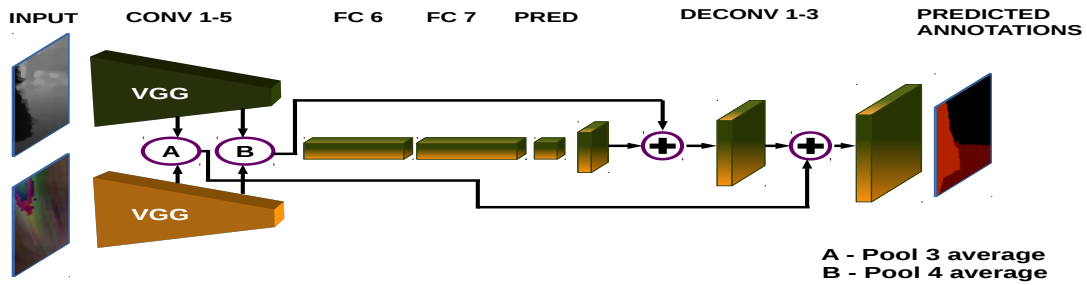 INPUT
CONV 1-5
FC 6
FC 7
PRED
DECONV 1-3
PREDICTED
ANNOTATIONS
VGG
A
B
VGG
A - Pool 3 average
B - Pool 4 average